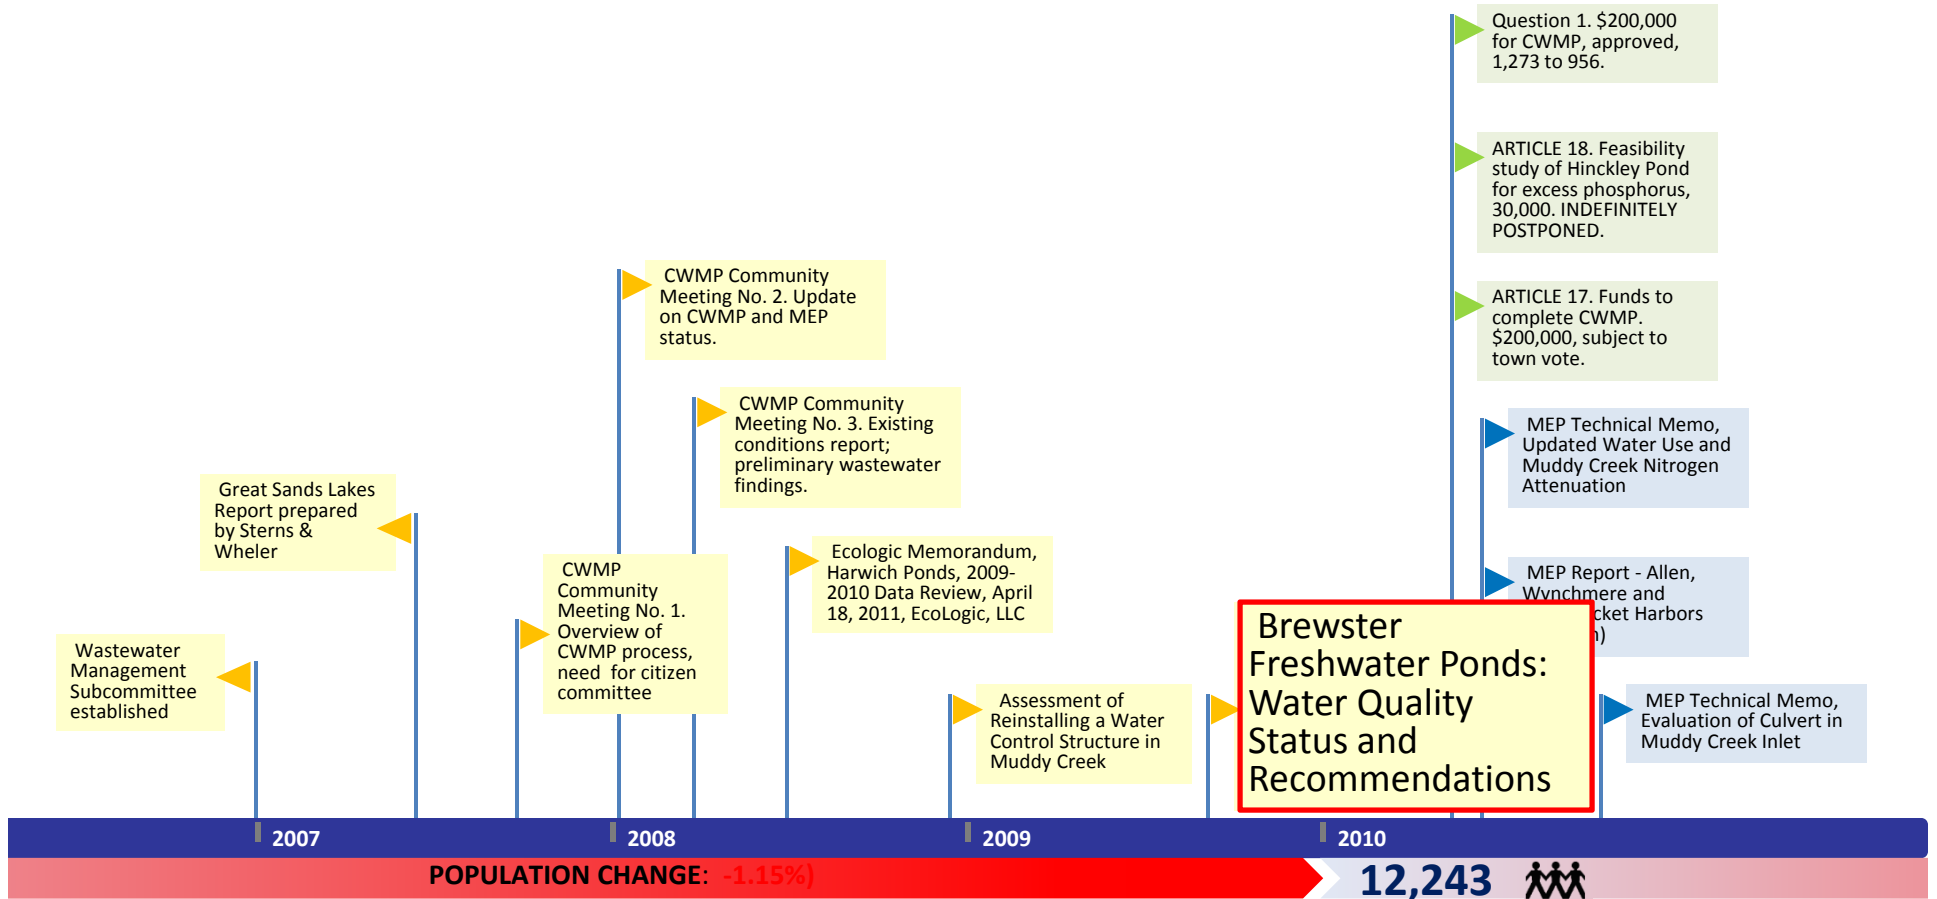 Question 1. $200,000
for CWMP, approved,
1,273 to 956.
ARTICLE 18. Feasibility
study of Hinckley Pond
for excess phosphorus,
30,000. INDEFINITELY
POSTPONED.
CWMP Community
Meeting No. 2. Update
on CWMP and MEP
status.
ARTICLE 17. Funds to
complete CWMP.
$200,000, subject to
town vote.
CWMP Community
Meeting No. 3. Existing
conditions report;
preliminary wastewater
findings.
MEP Technical Memo,
Updated Water Use and
Muddy Creek Nitrogen
Attenuation
Great Sands Lakes
Report prepared
by Sterns &
Wheler
CWMP
Community
Meeting No. 1.
Overview of
CWMP process,
need for citizen
committee
Ecologic Memorandum,
Harwich Ponds, 2009-
2010 Data Review, April
18, 2011, EcoLogic, LLC
MEP Report - Allen,
Wynchmere and
Harbors
Wastewater
Management
Subcommittee
established
Assessment of
Reinstalling a Water
Control Structure in
Muddy Creek
Brewster
Freshwater Ponds:
Water Quality
Status and
Recommendations
MEP Technical Memo,
Evaluation of Culvert in
Muddy Creek Inlet
2007
2008
2009
2010
POPULATION CHANGE: -1.15%)
12,243